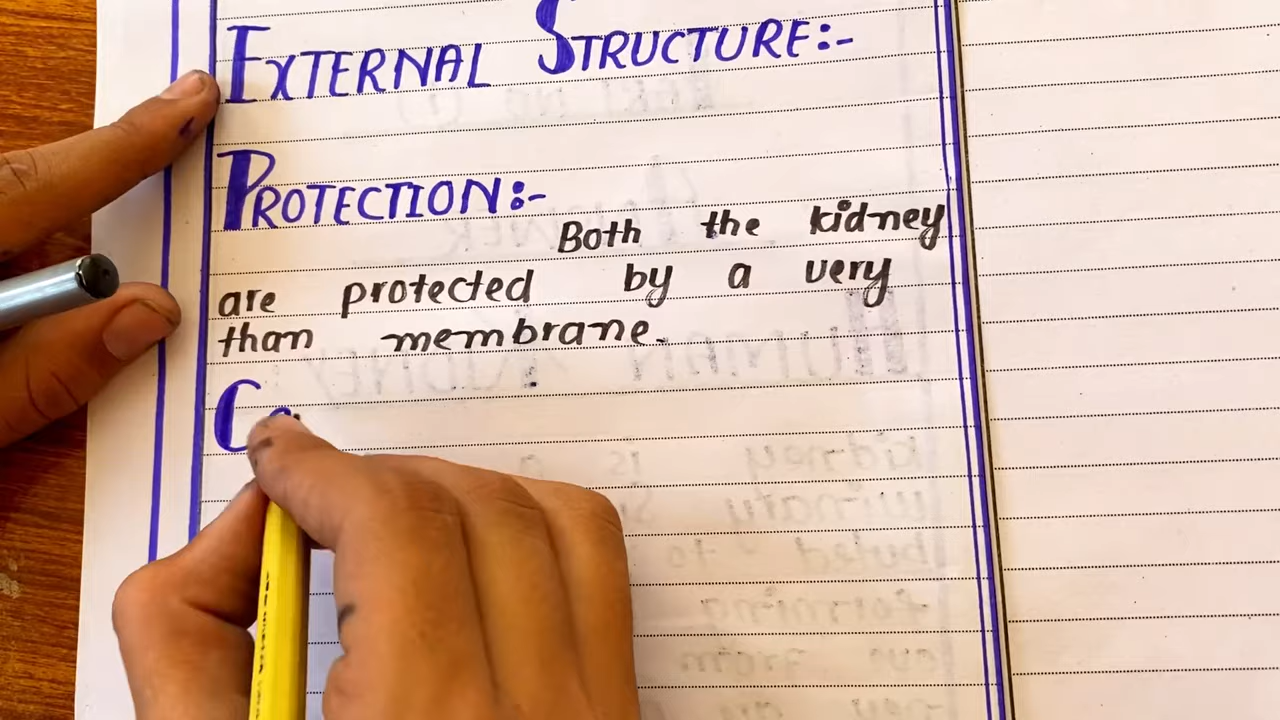 EXTERNAL STRUCTURE:-
PROTECTION:-
Both the kidney
are protected by a very
than membrane.